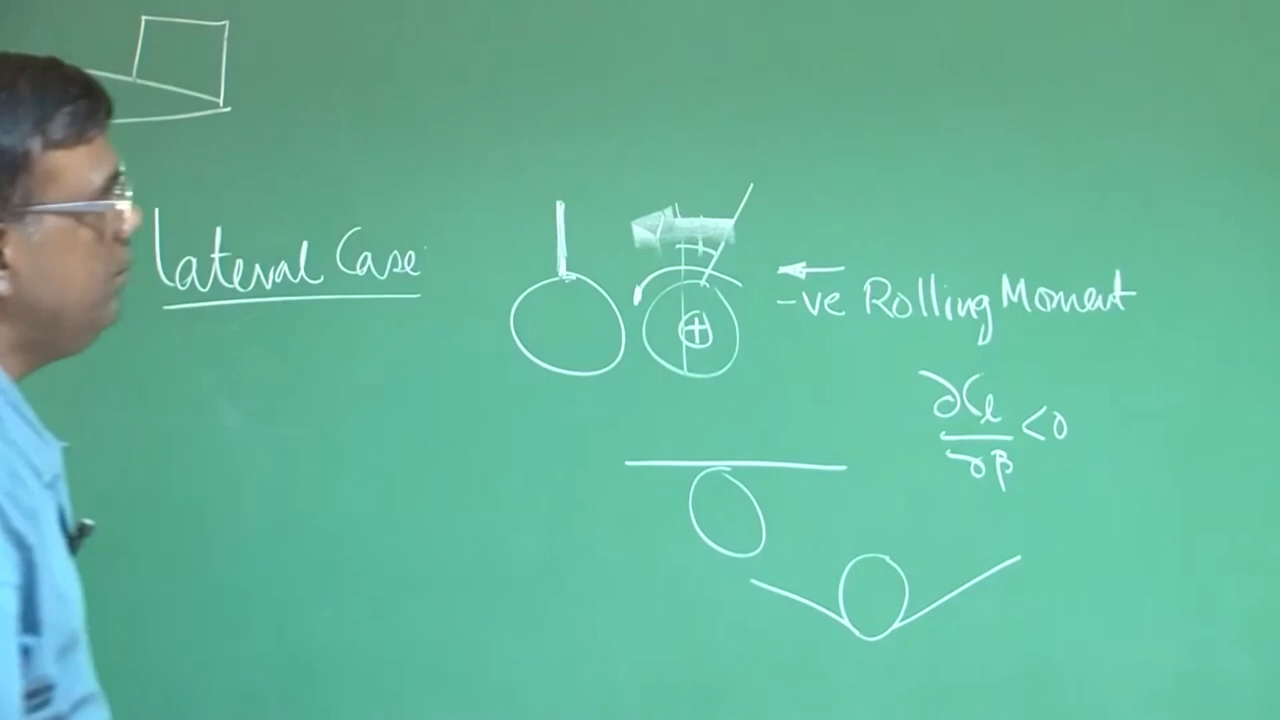 Lateral Case
+
-ve Rolling Moment
∂Cl/∂β < 0